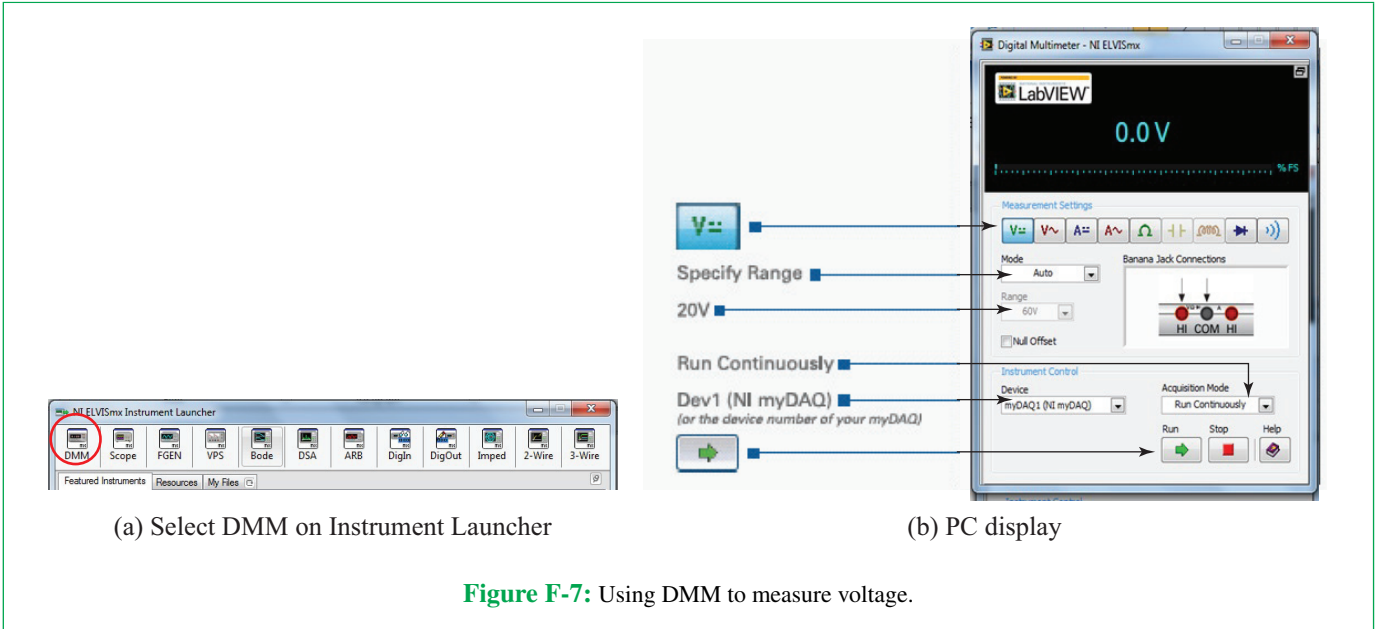 NI ELVISmx Instrument Launcher
DMM Scope FGEN VPS Bode DSA ARB DigIn DigOut Imped 2-Wire 3-Wire
Featured Instruments Resources My Files
(a) Select DMM on Instrument Launcher
V
Specify Range
20V
Run Continuously
Dev1 (NI myDAQ)
(or the device number of your myDAQ)
Digital Multimeter - NI ELVISmx
LabVIEW
0.0 V
% FS
Measurement Settings
V V A A Ω
Mode
Auto
Banana Jack Connections
Range
60V
HI COM HI
Null Offset
Instrument Control
Device
Acquisition Mode
myDAQ1 (NI myDAQ)
Run Continuously
Run Stop Help
(b) PC display
Figure F-7: Using DMM to measure voltage.